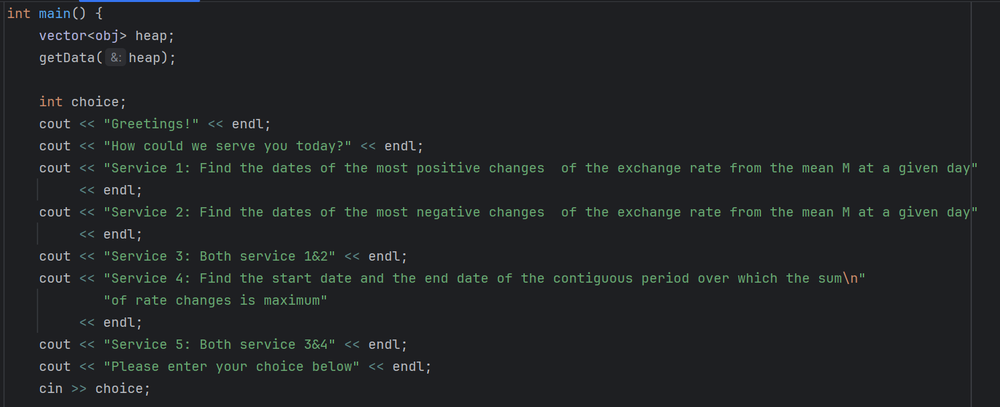 int main() {
    vector<obj> heap;
    getData(&: heap);

    int choice;
    cout << "Greetings!" << endl;
    cout << "How could we serve you today?" << endl;
    cout << "Service 1: Find the dates of the most positive changes  of the exchange rate from the mean M at a given day"
         << endl;
    cout << "Service 2: Find the dates of the most negative changes  of the exchange rate from the mean M at a given day"
         << endl;
    cout << "Service 3: Both service 1&2" << endl;
    cout << "Service 4: Find the start date and the end date of the contiguous period over which the sum\n"
            "of rate changes is maximum"
         << endl;
    cout << "Service 5: Both service 3&4" << endl;
    cout << "Please enter your choice below" << endl;
    cin >> choice;